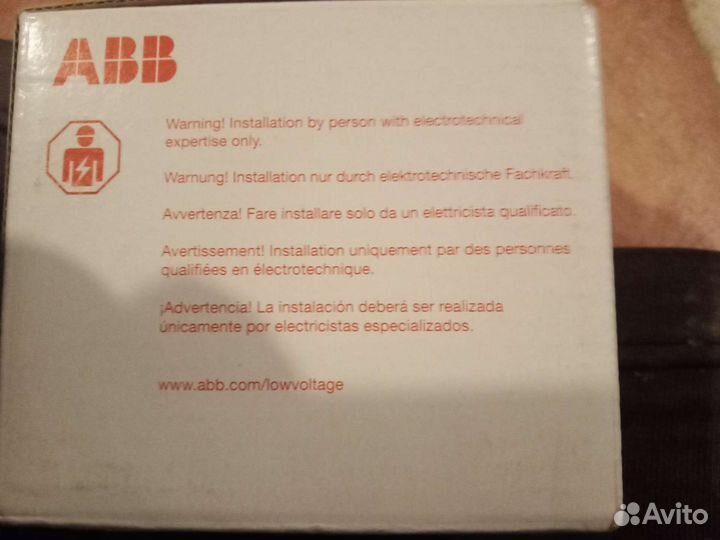 ABB
Warning! Installation by person with electrotechnical
expertise only.
Warnung! Installation nur durch elektrotechnische Fachkraft.
Avvertenza! Fare installare solo da un elettricista qualificato.
Avertissement! Installation uniquement par des personnes
qualifiées en électrotechnique.
¡Advertencia! La instalación deberá ser realizada
únicamente por electricistas especializados.
www.abb.com/lowvoltage
Avito